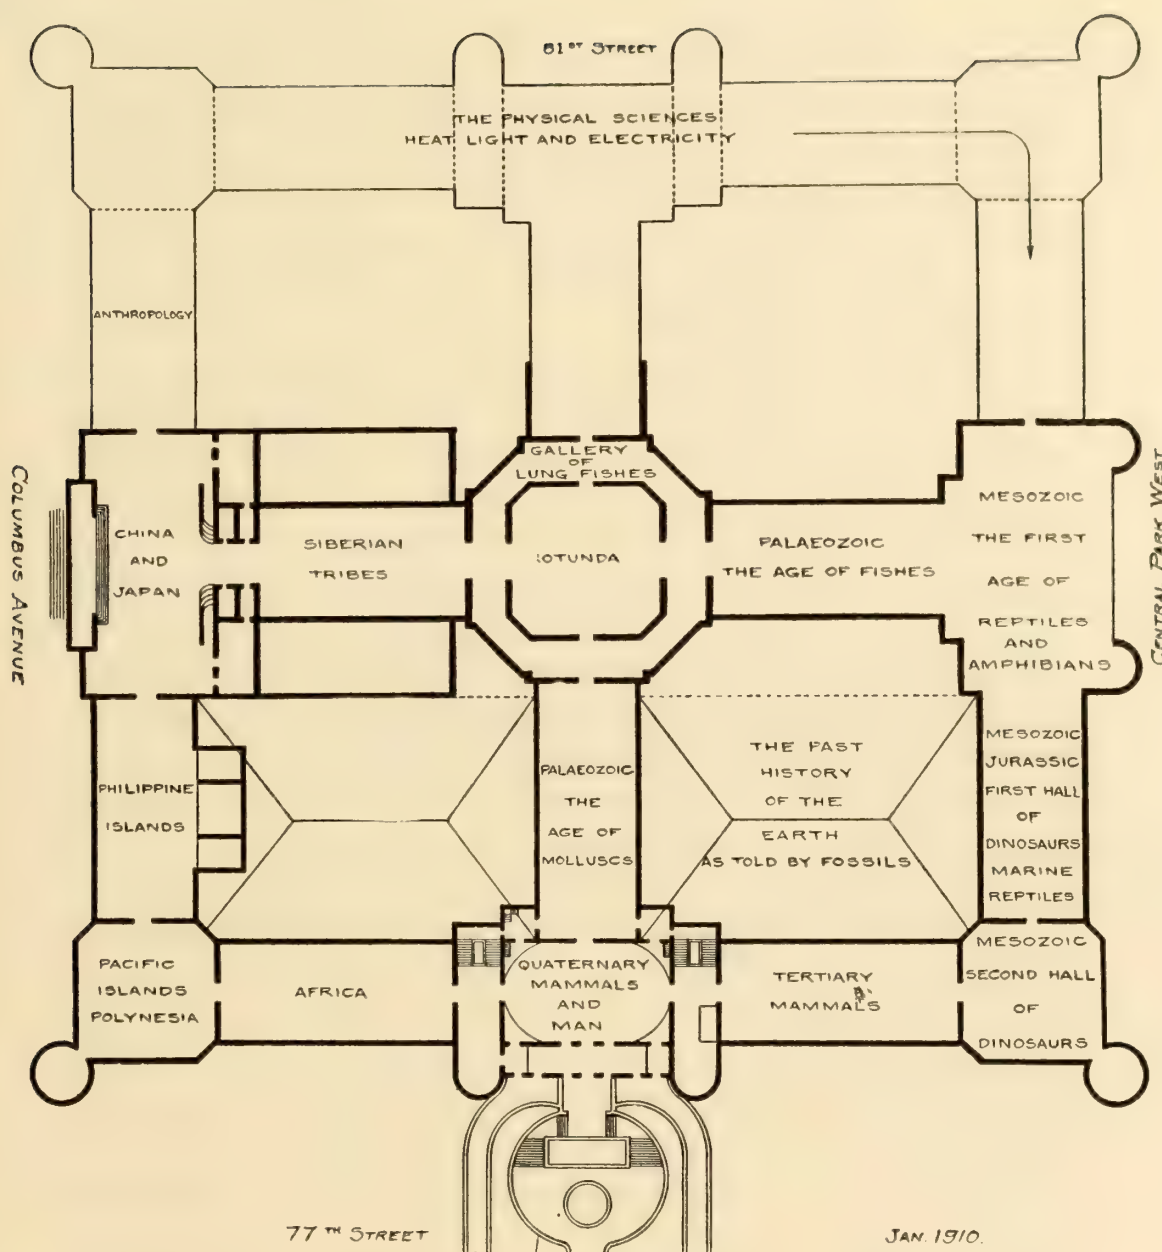 81ST STREET
THE PHYSICAL SCIENCES
HEAT LIGHT AND ELECTRICITY
ANTHROPOLOGY
COLUMBUS AVENUE
CHINA
AND
JAPAN
SIBERIAN
TRIBES
GALLERY
OF
LUNG FISHES
OTUNDA
PALAEOZOIC
THE AGE OF FISHES
MESOZOIC
THE FIRST
AGE OF
REPTILES
AND
AMPHIBIANS
CENTRAL PARK WEST
PHILIPPINE
ISLANDS
PALAEOZOIC
THE
AGE OF
MOLLUSCS
THE PAST
HISTORY
OF THE
EARTH
AS TOLD BY FOSSILS
MESOZOIC
JURASSIC
FIRST HALL
OF
DINOSAURS
MARINE
REPTILES
PACIFIC
ISLANDS
POLYNESIA
AFRICA
QUATERNARY
MAMMALS
AND
MAN
TERTIARY
MAMMALS
MESOZOIC
SECOND HALL
OF
DINOSAURS
77TH STREET
JAN. 1910.